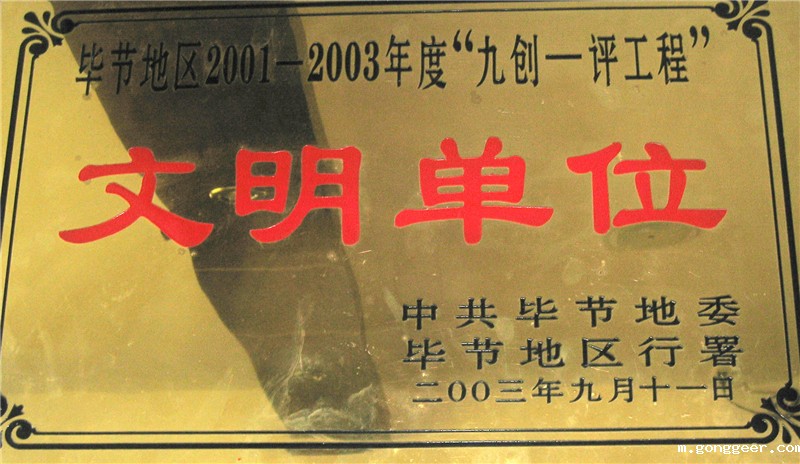 毕节地区2001—2003年度“九创一评工程”
文明单位
中共毕节地委
毕节地区行署
二OO三年九月十一日
m.gonggeer.com